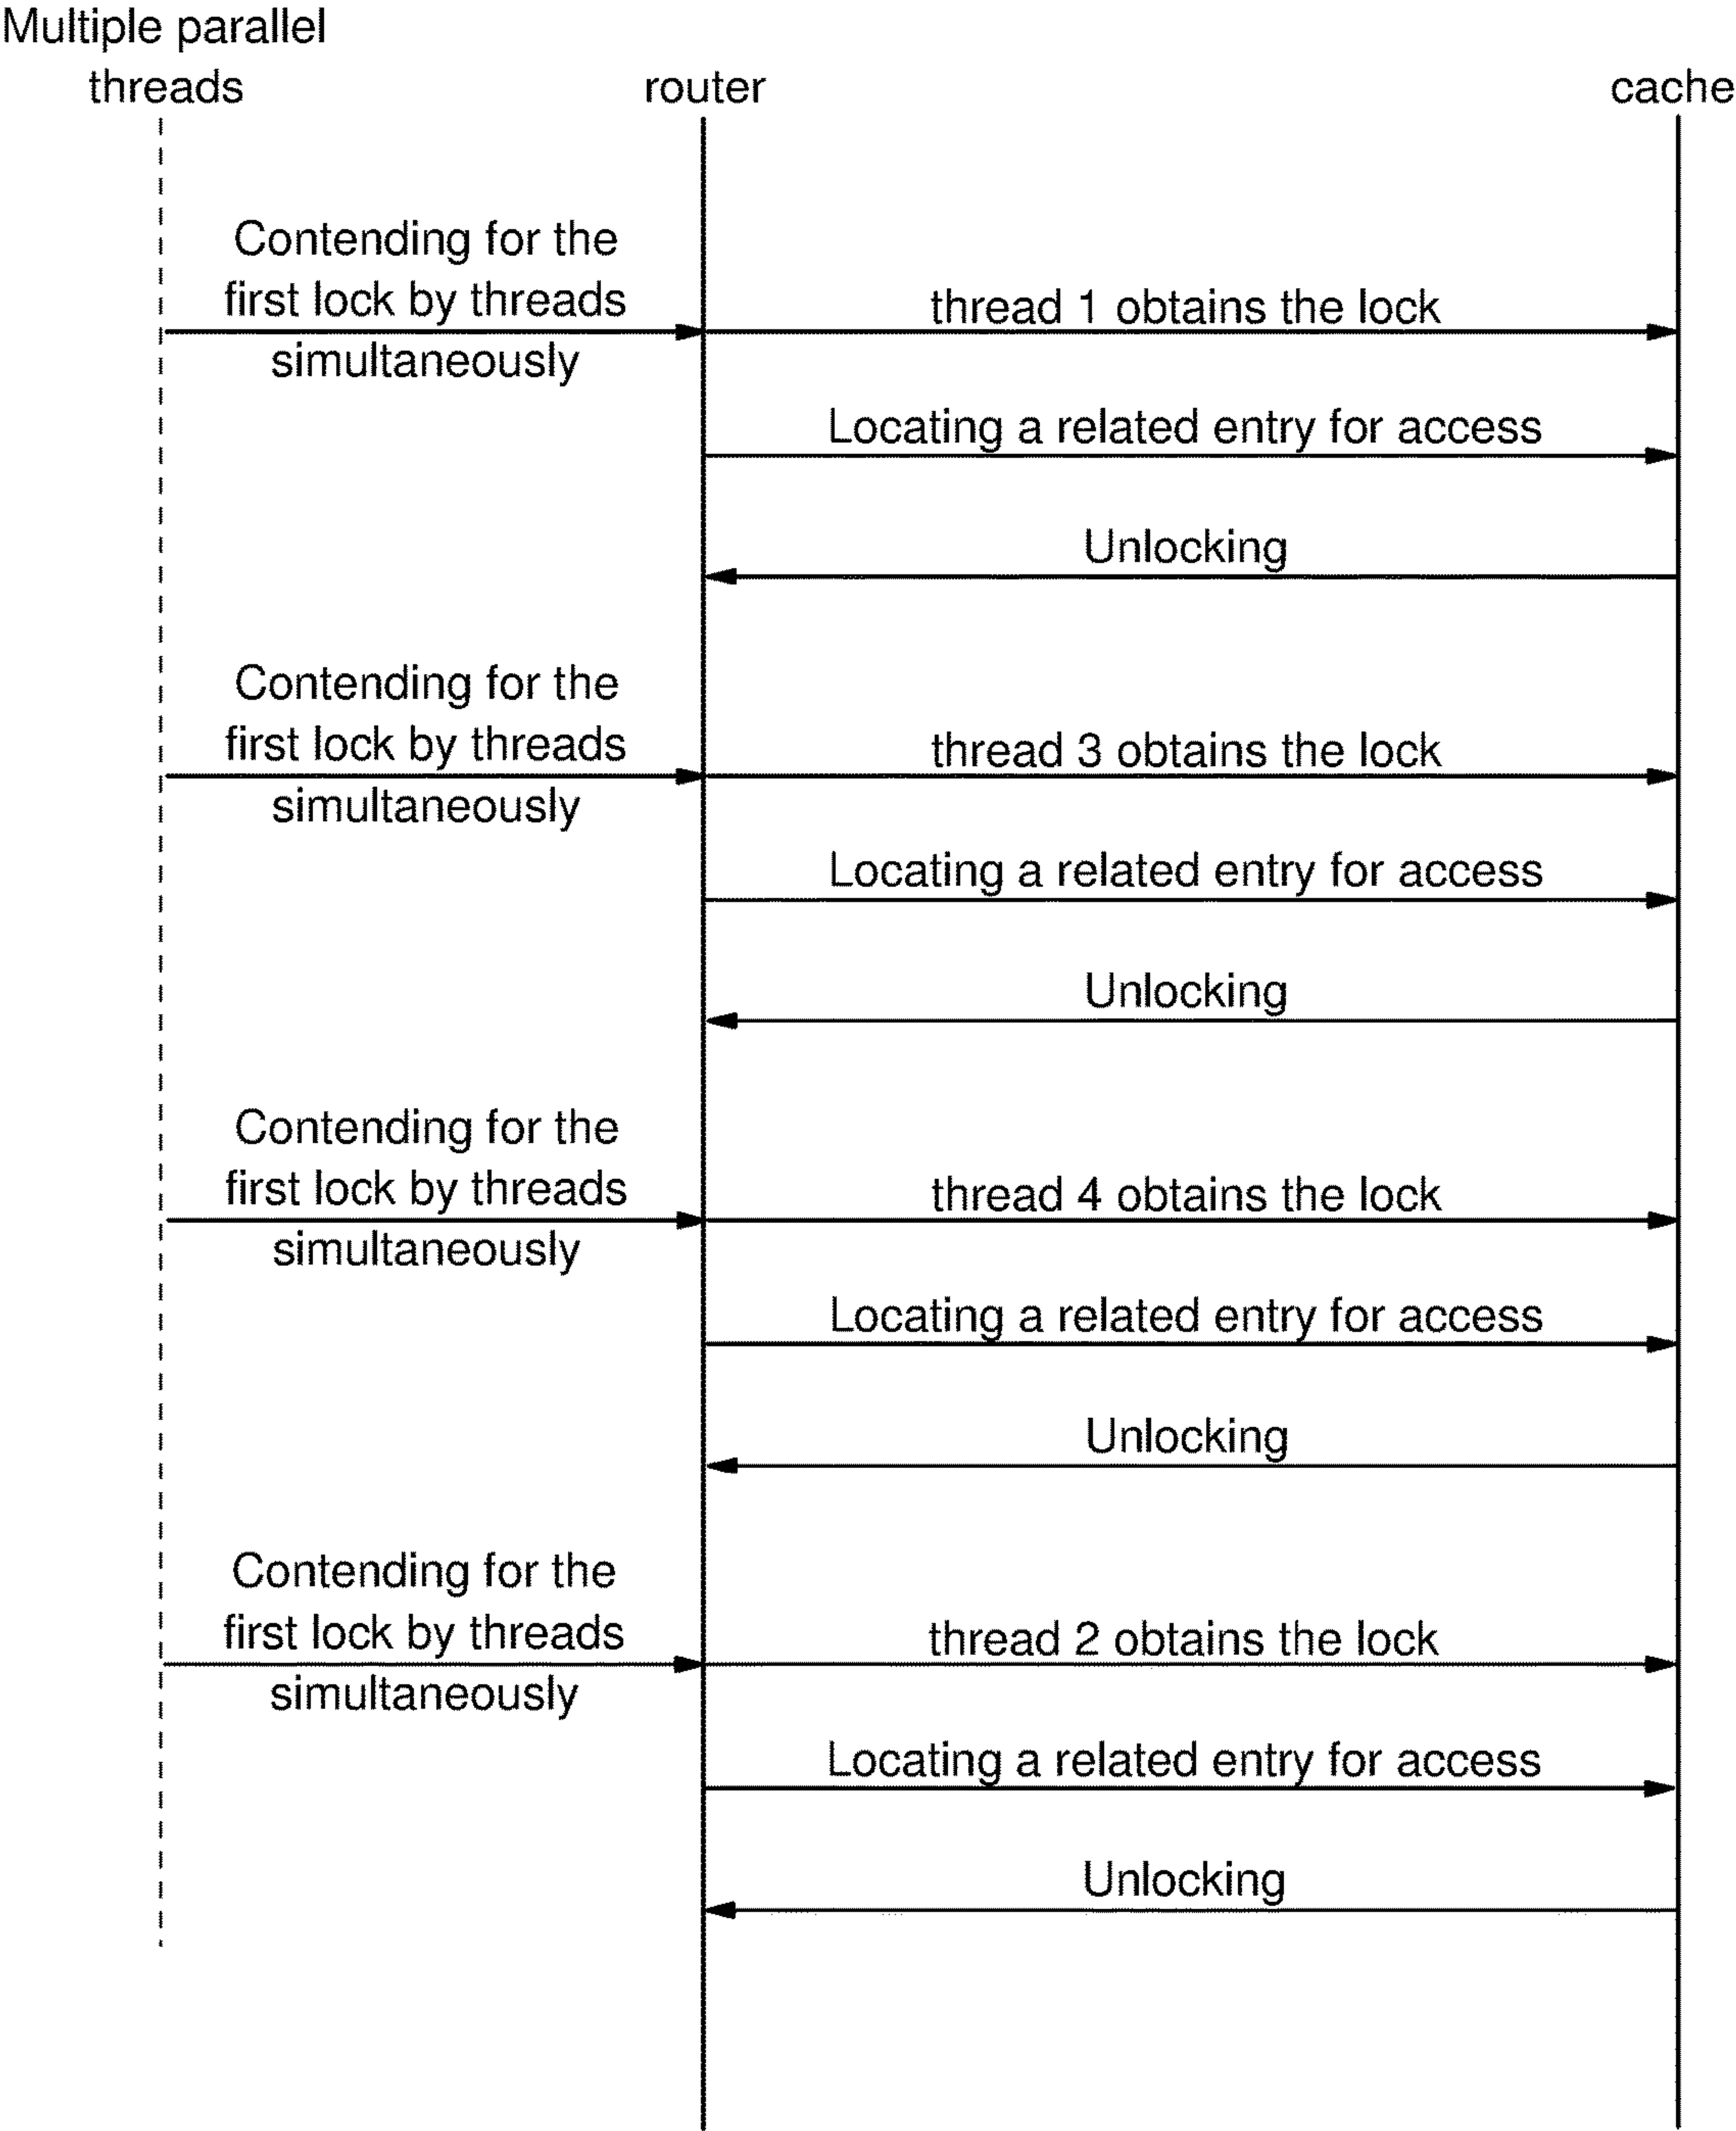 Multiple parallel
threads
router
cache
Contending for the
first lock by threads
simultaneously
thread 1 obtains the lock
Locating a related entry for access
Unlocking
Contending for the
first lock by threads
simultaneously
thread 3 obtains the lock
Locating a related entry for access
Unlocking
Contending for the
first lock by threads
simultaneously
thread 4 obtains the lock
Locating a related entry for access
Unlocking
Contending for the
first lock by threads
simultaneously
thread 2 obtains the lock
Locating a related entry for access
Unlocking